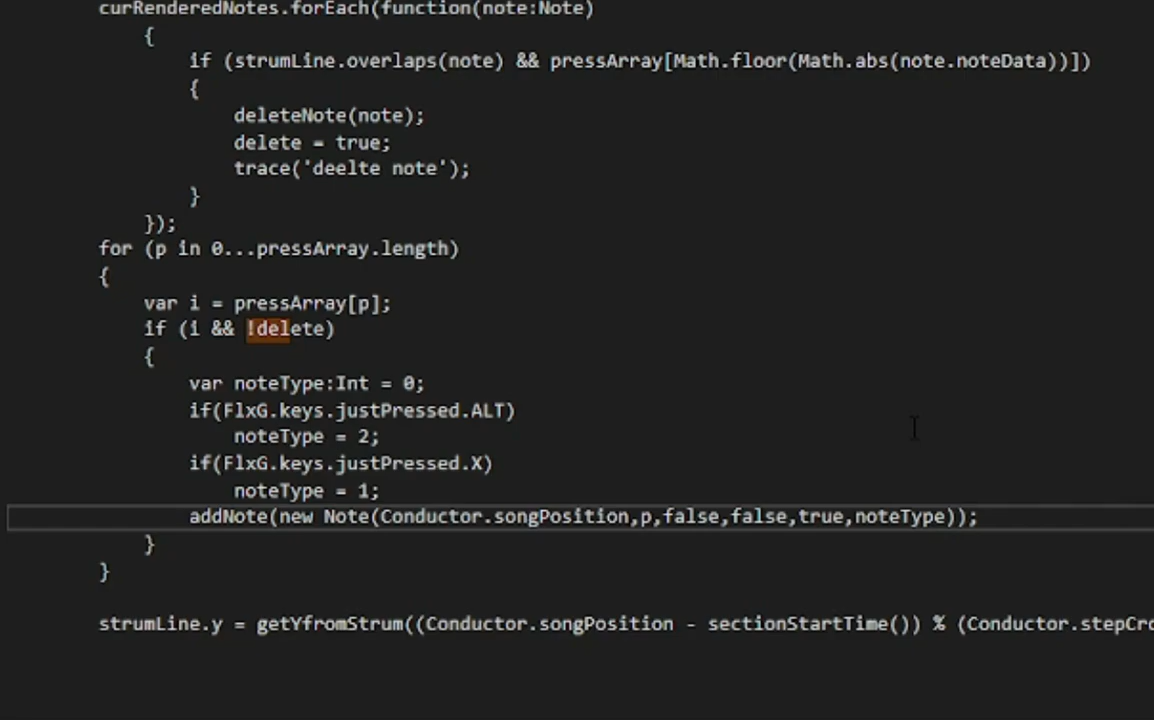 curRenderedNotes.forEach(function(note:Note)
{
if (strumLine.overlaps(note) && pressArray[Math.floor(Math.abs(note.noteData))])
{
deleteNote(note);
delete = true;
trace('deelte note');
}
});
for (p in 0...pressArray.length)
{
var i = pressArray[p];
if (i && !delete)
{
var noteType:Int = 0;
if(FlxG.keys.justPressed.ALT)
noteType = 2;
if(FlxG.keys.justPressed.X)
noteType = 1;
addNote(new Note(Conductor.songPosition,p,false,false,true,noteType));
}
}
strumLine.y = getYfromStrum((Conductor.songPosition - sectionStartTime()) % (Conductor.stepCro